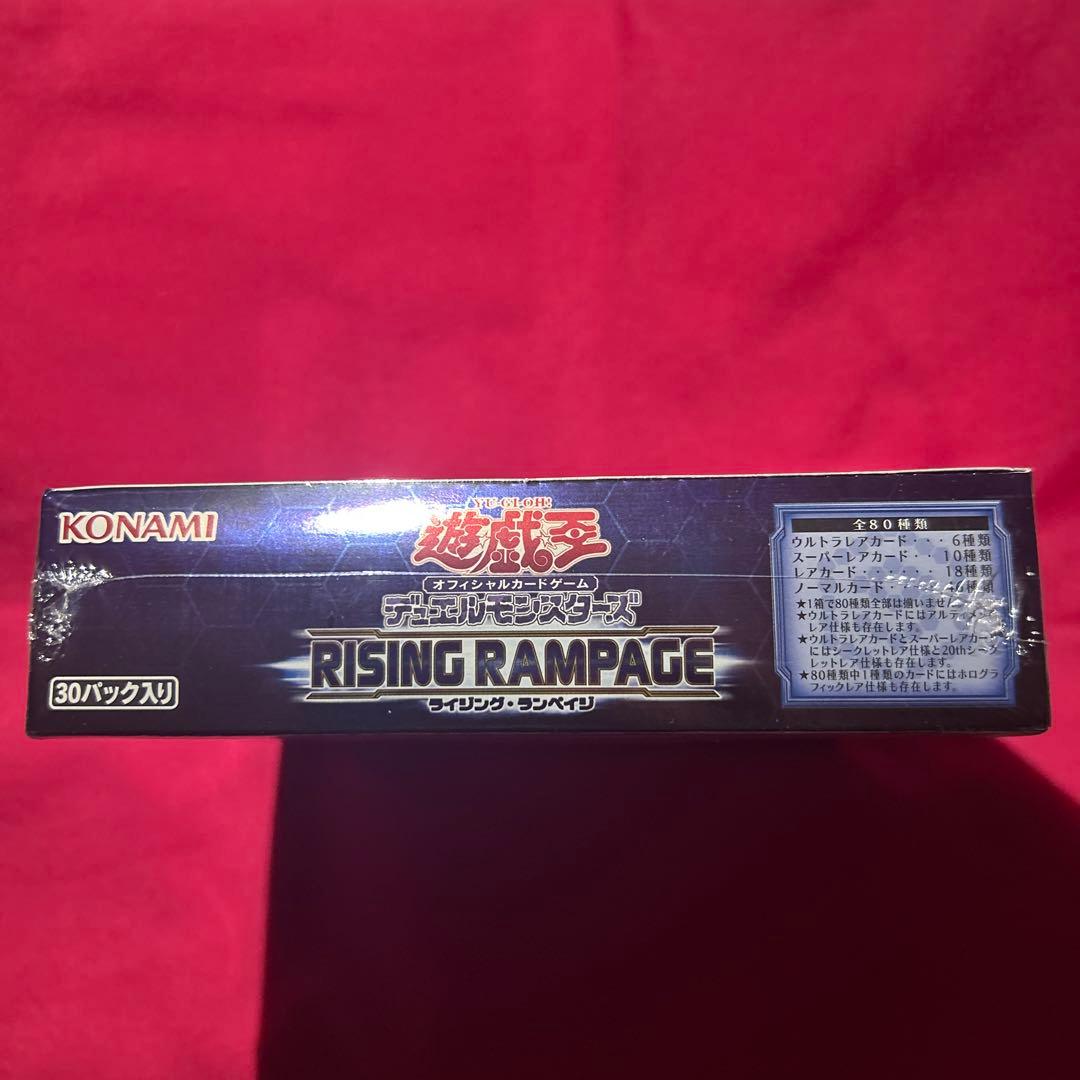 KONAMI
YU-GI-OH!
遊戯王
オフィシャルカードゲーム
デュエルモンスターズ
RISING RAMPAGE
ライジング・ランペイジ
30パック入り
全80種類
ウルトラレアカード・・・6種類
スーパーレアカード・・10種類
レアカード・・・・・・18種類
ノーマルカード 6種類
★1箱で80種類全部は揃いません
★ウルトラレアカードにはアルティメ
レア仕様も存在します。
★ウルトラレアカードとスーパーレアカード
にはシークレットレア仕様と20thシーク
レットレア仕様も存在します。
★80種類中1種類のカードにはホログラ
フィックレア仕様も存在します。